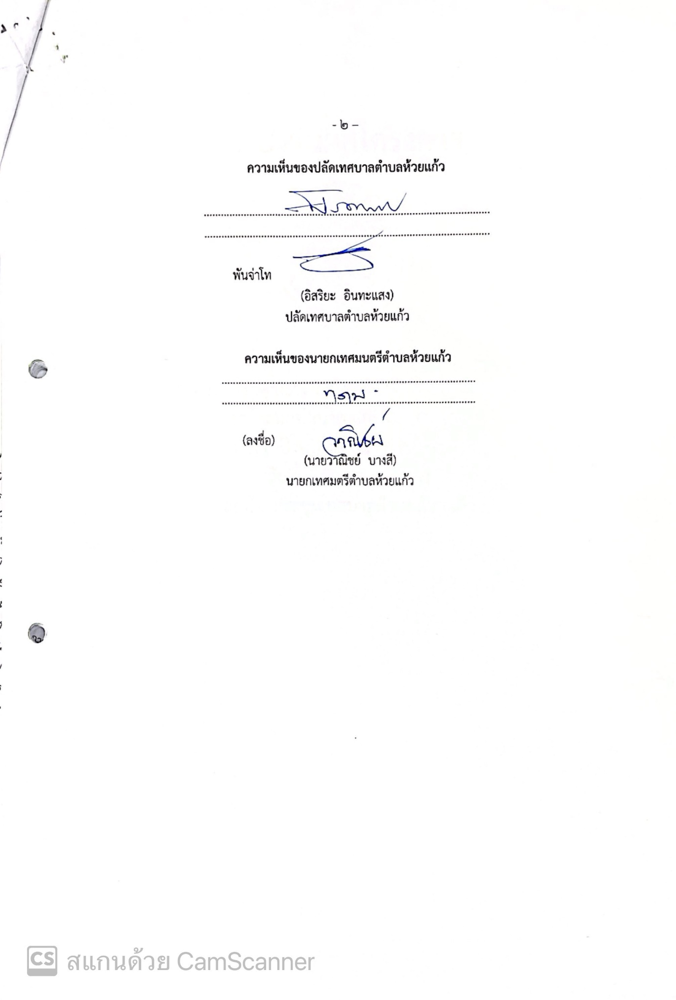 - ๒ –
ความเห็นของปลัดเทศบาลตำบลห้วยแก้ว
พันจ่าโท
(อิสริยะ อินทะแสง)
ปลัดเทศบาลตำบลห้วยแก้ว
ความเห็นของนายกเทศมนตรีตำบลห้วยแก้ว
ทราบ
(ลงชื่อ) วาณิชย์
(นายวาณิชย์ บางสี)
นายกเทศมตรีตำบลห้วยแก้ว
CS สแกนด้วย CamScanner